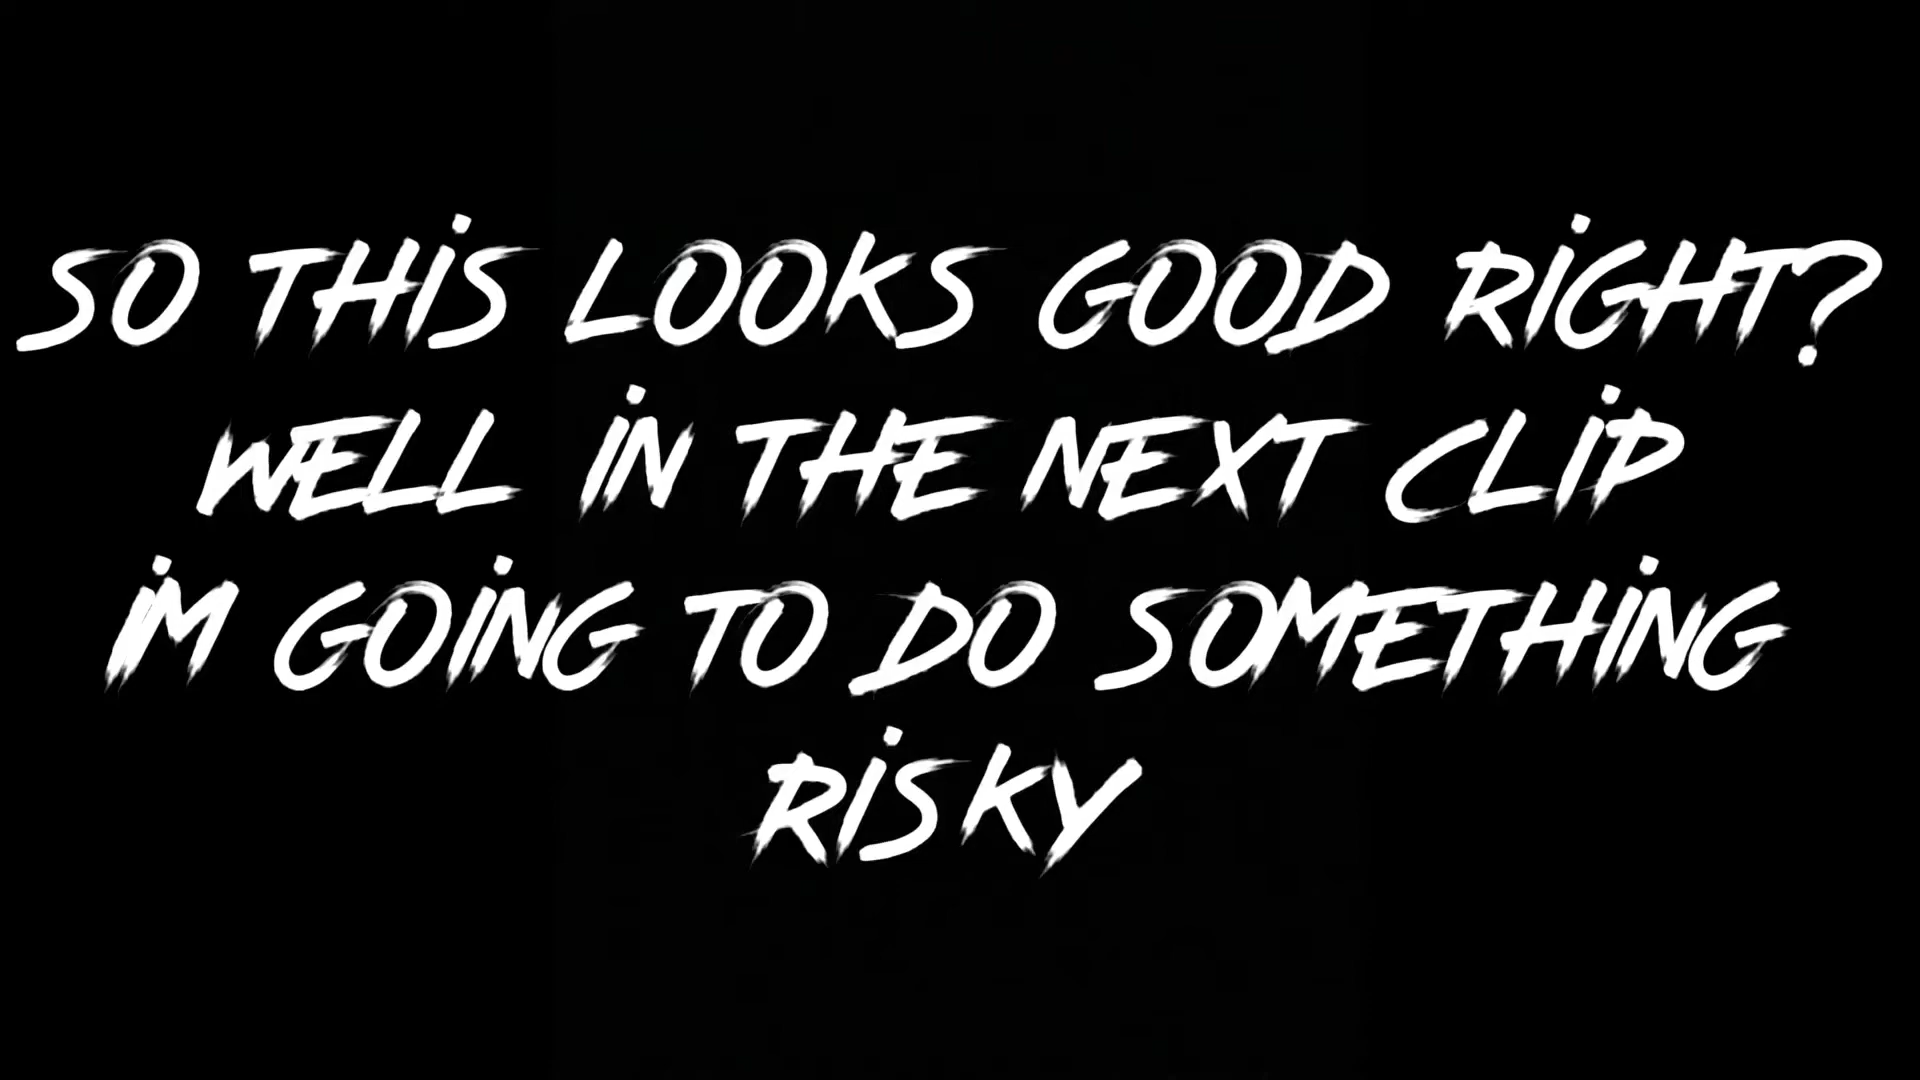 SO THiS LOOKS GOOD RiGHT?
WELL iN THE NEXT CLiP
iM GOiNG TO DO SOMETHiNG
RiSKY